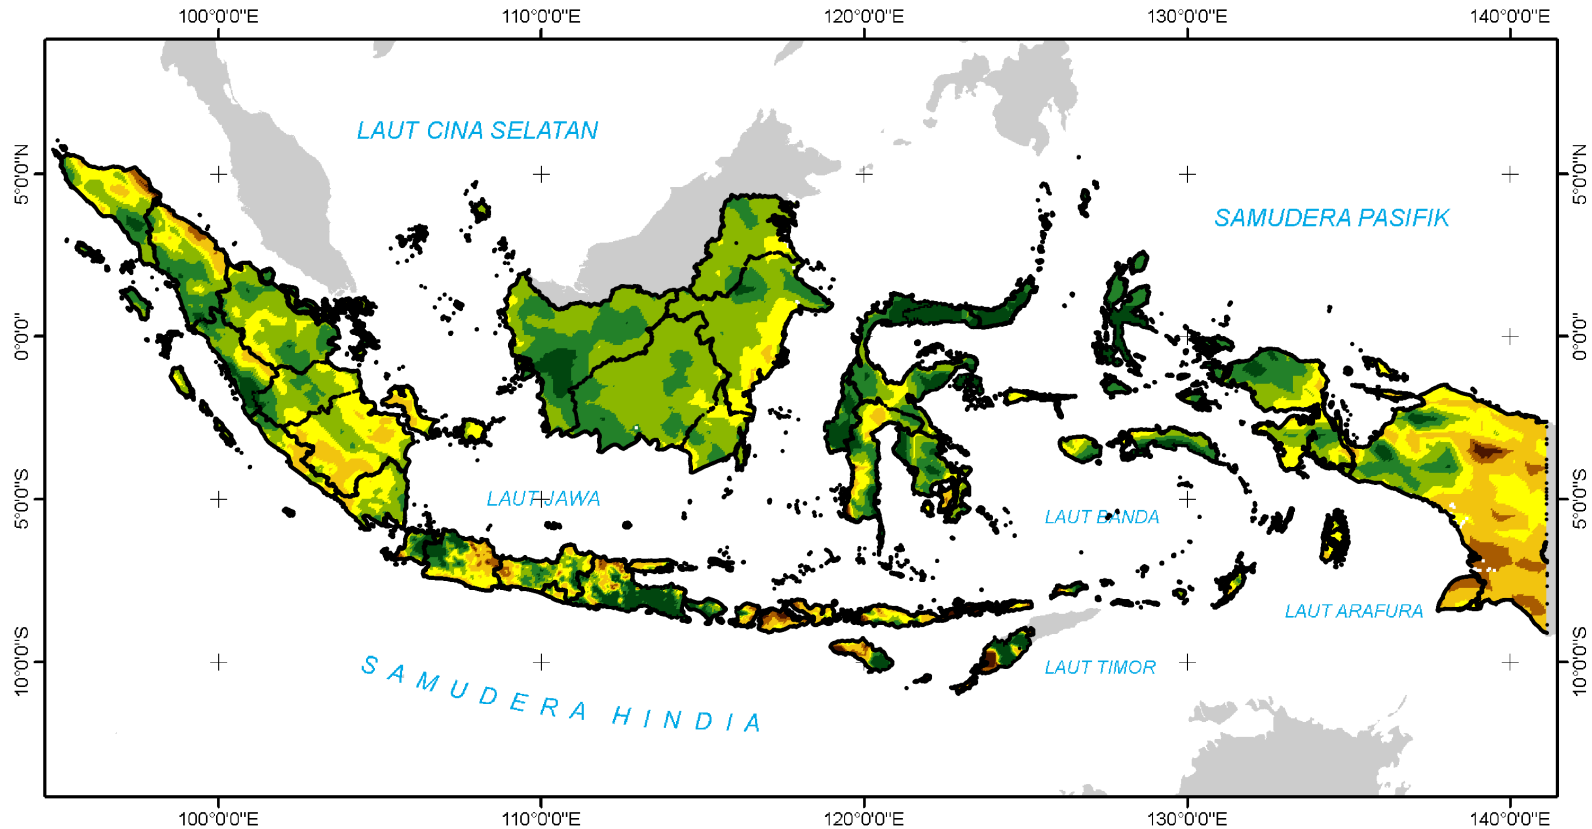 100°0'0"E 110°0'0"E 120°0'0"E 130°0'0"E 140°0'0"E
LAUT CINA SELATAN
5°0'0"N 5°0'0"N
SAMUDERA PASIFIK
0°0'0" 0°0'0"
LAUT JAWA
5°0'0"S 5°0'0"S
LAUT BANDA
LAUT ARAFURA
10°0'0"S 10°0'0"S
LAUT TIMOR
SAMUDERA HINDIA
100°0'0"E 110°0'0"E 120°0'0"E 130°0'0"E 140°0'0"E